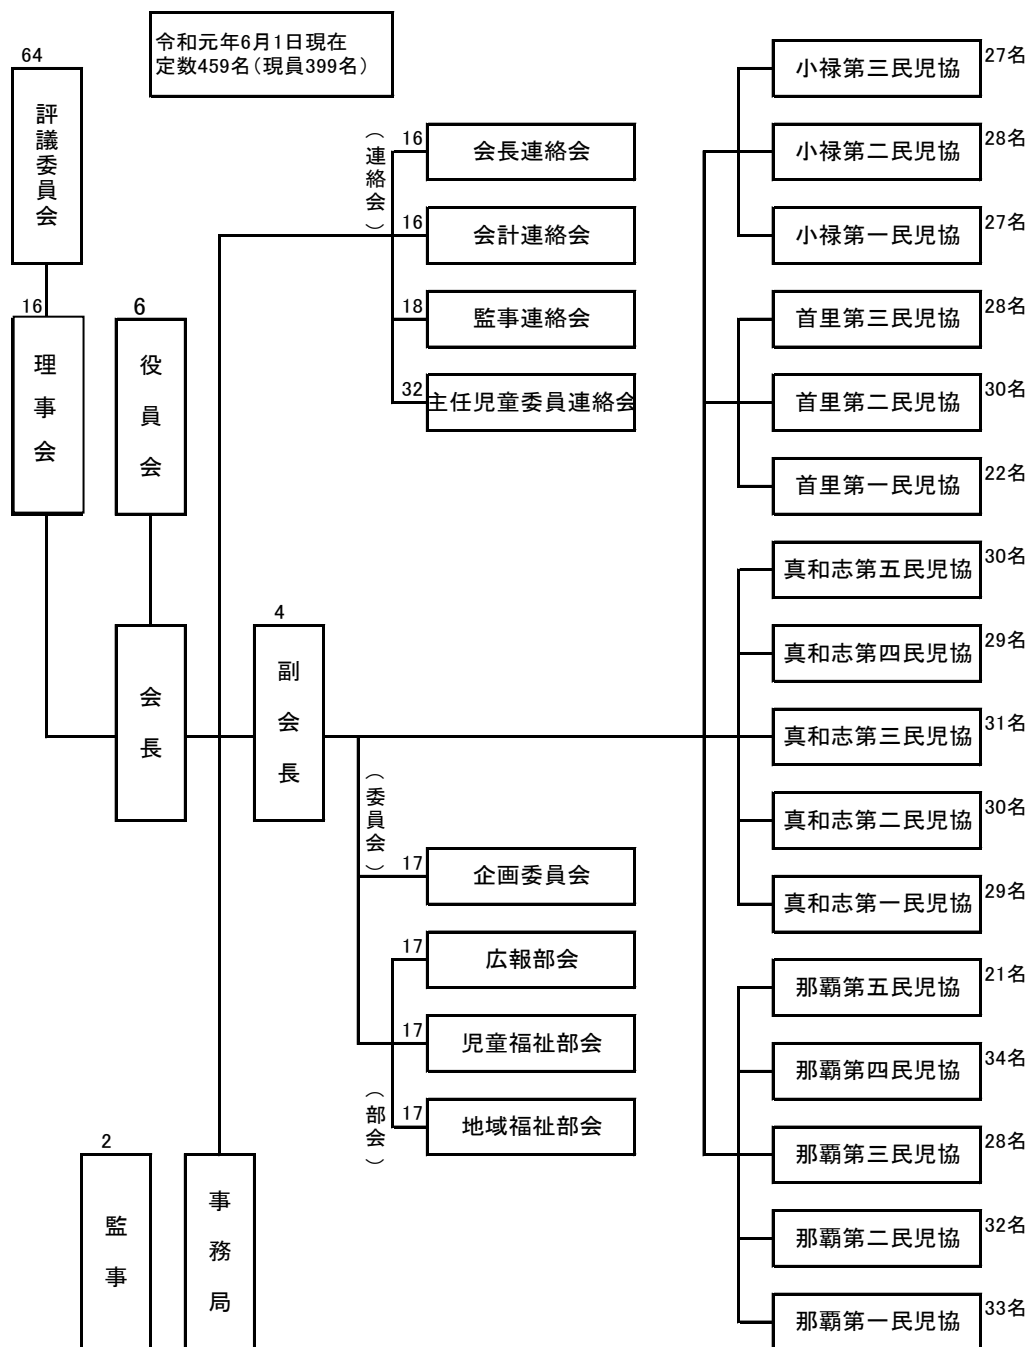 令和元年6月1日現在
定数459名（現員399名）
64
評議委員会
16
理事会
6
役員会
会長
4
副会長
2
監事
事務局
（連絡会）
16
会長連絡会
16
会計連絡会
18
監事連絡会
32
主任児童委員連絡会
（委員会）
17
企画委員会
17
広報部会
17
児童福祉部会
（部会）
17
地域福祉部会
小禄第三民児協
27名
小禄第二民児協
28名
小禄第一民児協
27名
首里第三民児協
28名
首里第二民児協
30名
首里第一民児協
22名
真和志第五民児協
30名
真和志第四民児協
29名
真和志第三民児協
31名
真和志第二民児協
30名
真和志第一民児協
29名
那覇第五民児協
21名
那覇第四民児協
34名
那覇第三民児協
28名
那覇第二民児協
32名
那覇第一民児協
33名